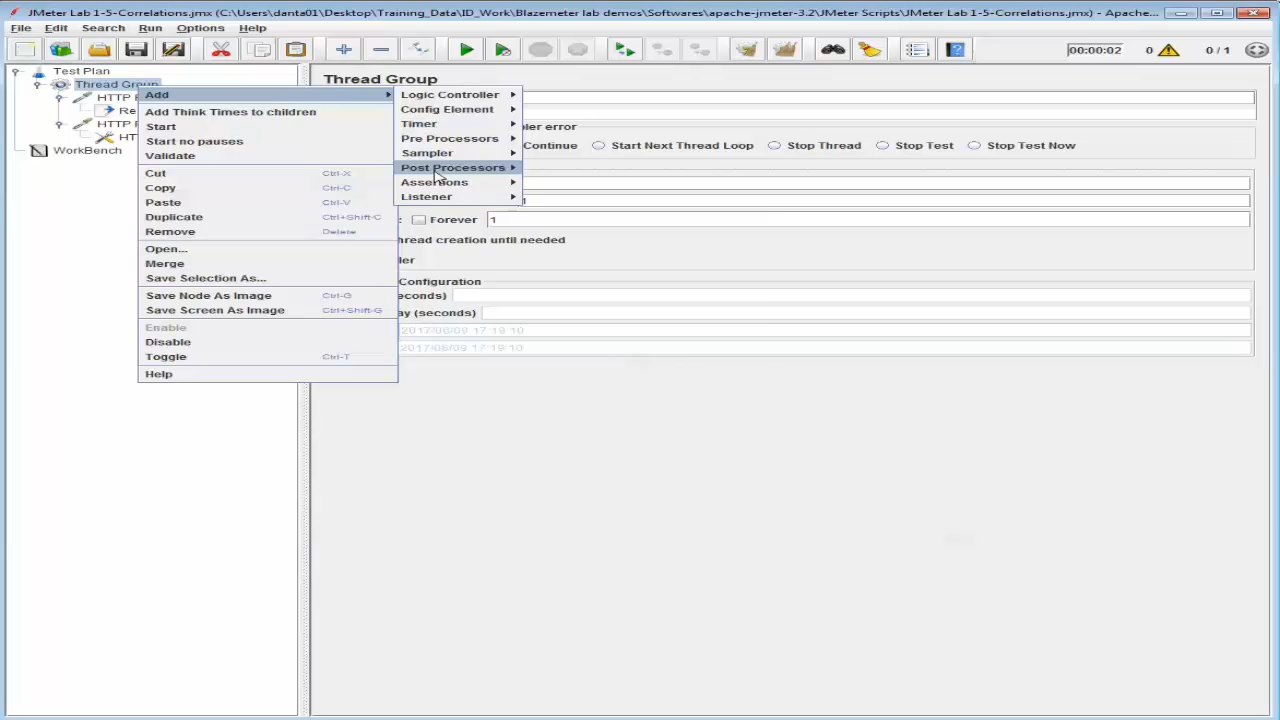 JMeter Lab 1-5-Correlations.jmx (C:\Users\danta01\Desktop\Training_Data\ID_Work\Blazemeter lab demos\Softwares\apache-jmeter-3.2\JMeter Scripts\JMeter Lab 1-5-Correlations.jmx) - Apache...
File Edit Search Run Options Help
00:00:02 0 0 / 1
Test Plan
Thread Group
HTTP
Re
HTTP
HT
WorkBench
Add
Add Think Times to children
Start
Start no pauses
Validate
Cut Ctrl-X
Copy Ctrl-C
Paste Ctrl-V
Duplicate Ctrl+Shift-C
Remove Delete
Open...
Merge
Save Selection As...
Save Node As Image Ctrl-G
Save Screen As Image Ctrl+Shift-G
Enable
Disable
Toggle Ctrl-T
Help
Logic Controller
Config Element
Timer
Pre Processors
Sampler
Post Processors
Assertions
Listener
Thread Group
ler error
Continue Start Next Thread Loop Stop Thread Stop Test Stop Test Now
1
: Forever 1
hread creation until needed
ler
Configuration
econds)
ay (seconds)
2017/06/09 17:19:10
2017/06/09 17:19:10